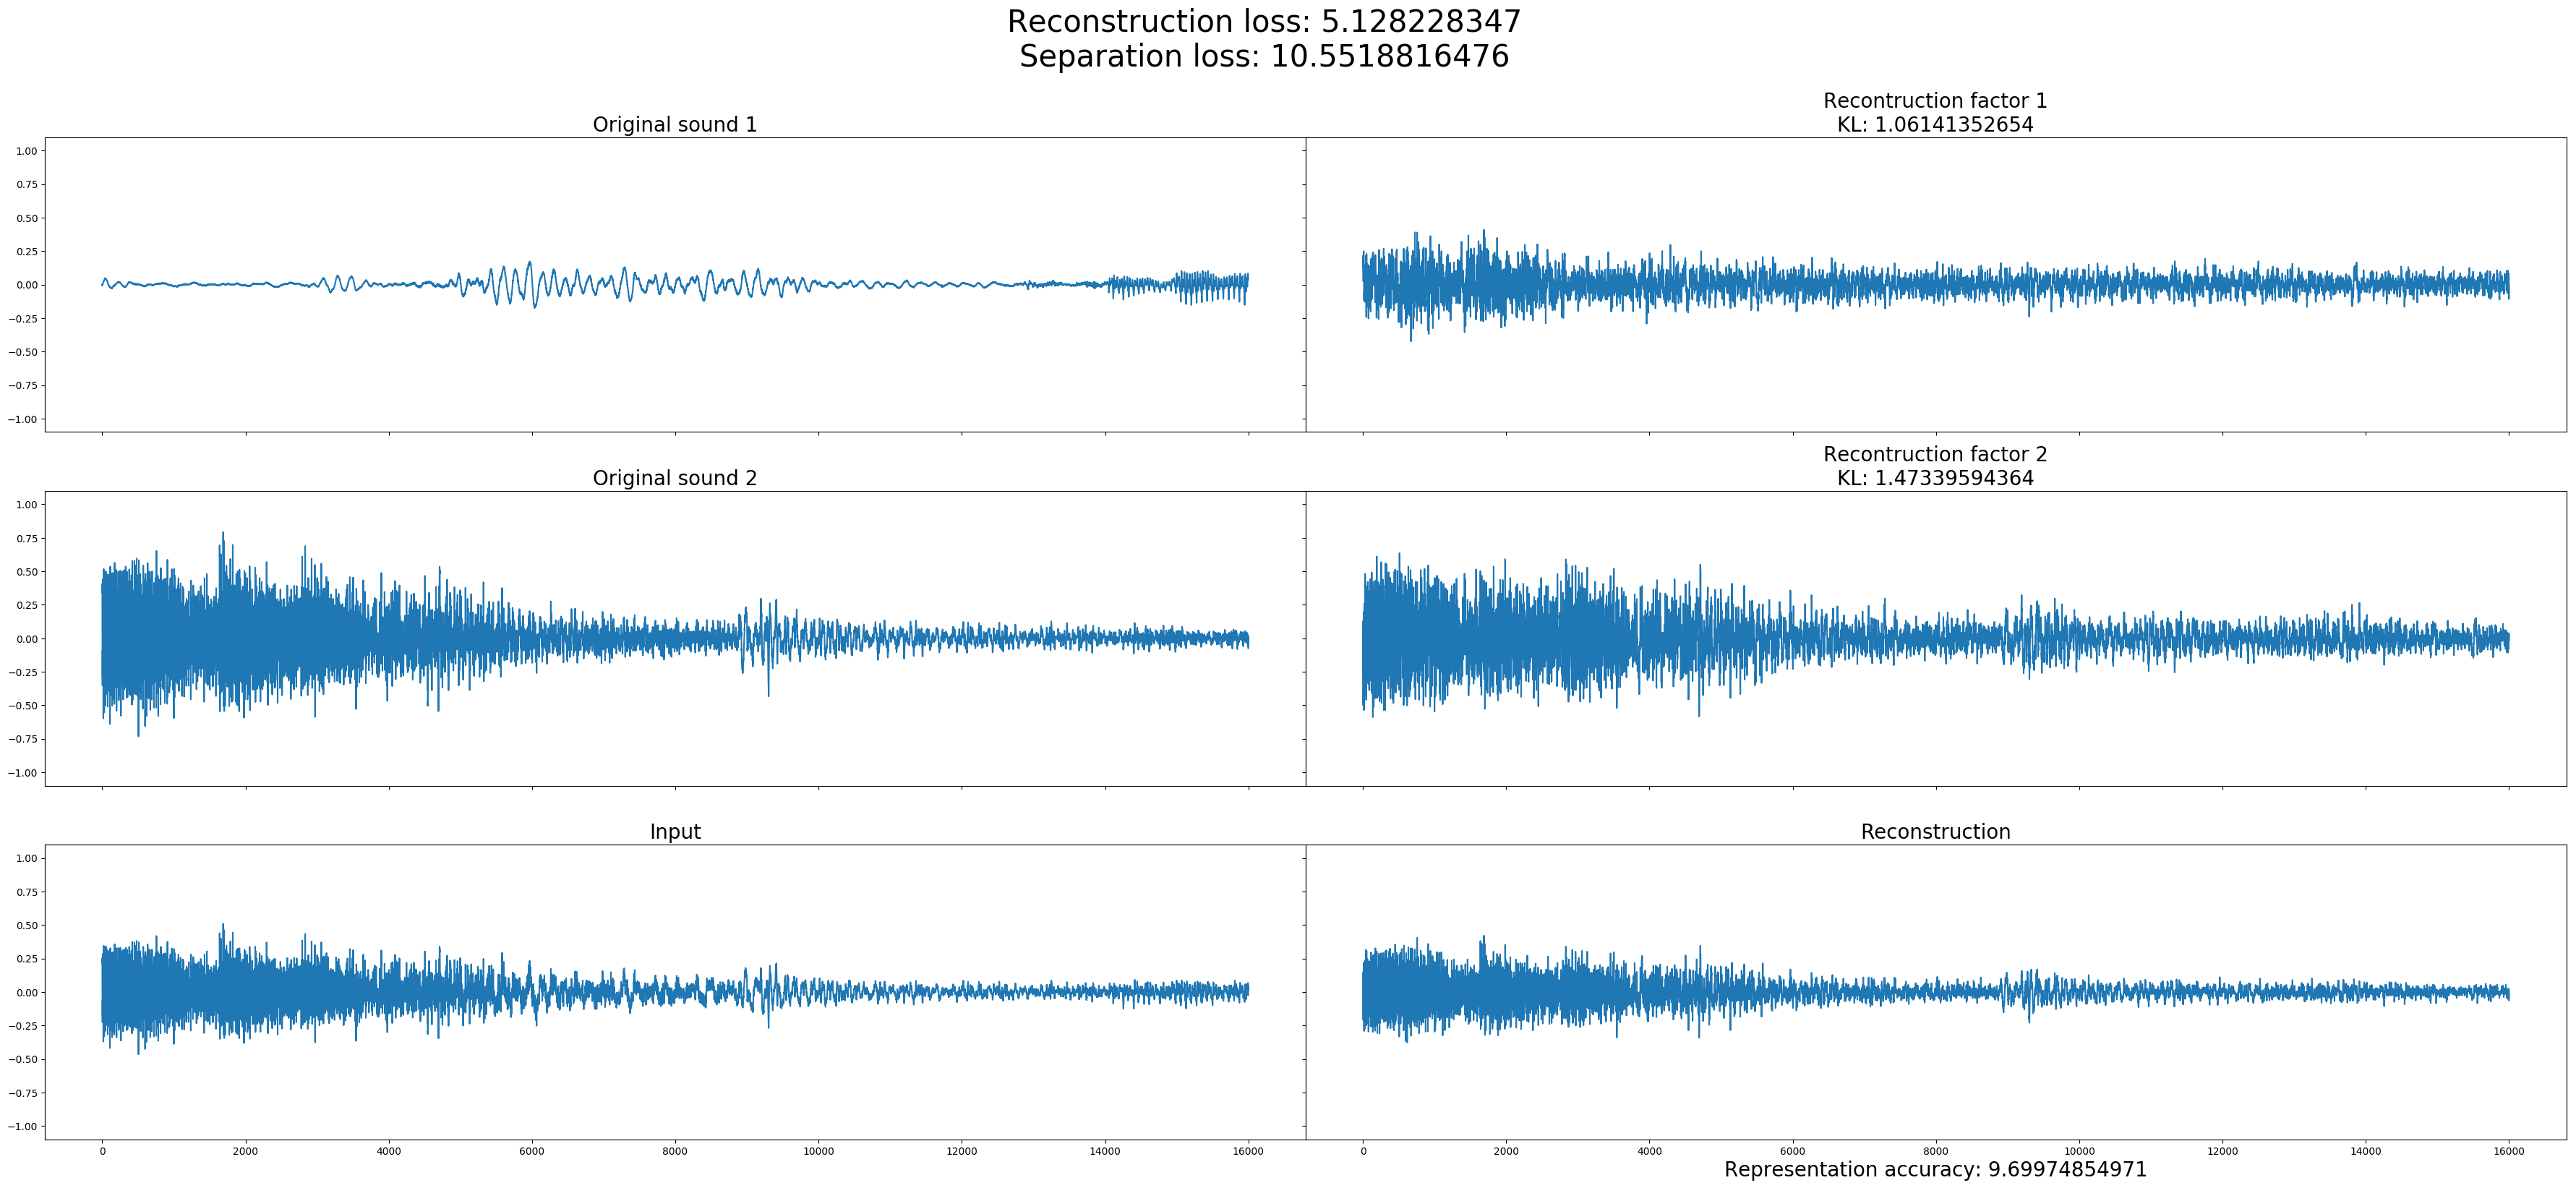 Reconstruction loss: 5.128228347
Separation loss: 10.5518816476
Original sound 1
Recontruction factor 1
KL: 1.06141352654
1.00
0.75
0.50
0.25
0.00
−0.25
−0.50
−0.75
−1.00
Original sound 2
Recontruction factor 2
KL: 1.47339594364
1.00
0.75
0.50
0.25
0.00
−0.25
−0.50
−0.75
−1.00
Input
Reconstruction
1.00
0.75
0.50
0.25
0.00
−0.25
−0.50
−0.75
−1.00
0 2000 4000 6000 8000 10000 12000 14000 16000
0 2000 4000 6000 8000 10000 12000 14000 16000
Representation accuracy: 9.69974854971